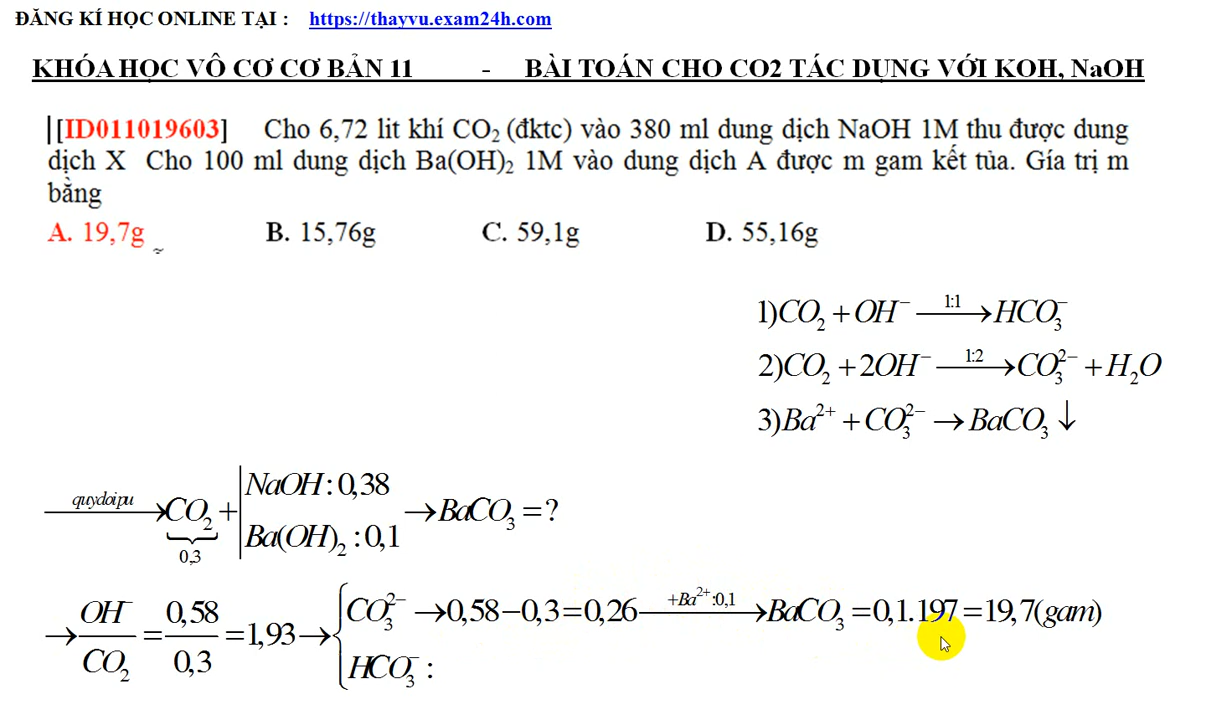 ĐĂNG KÍ HỌC ONLINE TẠI : https://thayvu.exam24h.com
KHÓA HỌC VÔ CƠ CƠ BẢN 11 - BÀI TOÁN CHO CO2 TÁC DỤNG VỚI KOH, NaOH
[ID011019603] Cho 6,72 lit khí CO₂ (đktc) vào 380 ml dung dịch NaOH 1M thu được dung
dịch X Cho 100 ml dung dịch Ba(OH)₂ 1M vào dung dịch A được m gam kết tủa. Gía trị m
bằng
A. 19,7g B. 15,76g C. 59,1g D. 55,16g
1)CO₂ + OH⁻ —1:1→ HCO₃⁻
2)CO₂ + 2OH⁻ —1:2→ CO₃²⁻ + H₂O
3)Ba²⁺ + CO₃²⁻ → BaCO₃ ↓
—quydoipu→ CO₂ + | NaOH : 0,38
Ba(OH)₂ : 0,1 → BaCO₃ = ?
0,3
→ OH⁻/CO₂ = 0,58/0,3 = 1,93 → { CO₃²⁻ → 0,58 − 0,3 = 0,26 —+Ba²⁺:0,1→ BaCO₃ = 0,1.197 = 19,7(gam)
HCO₃⁻ :